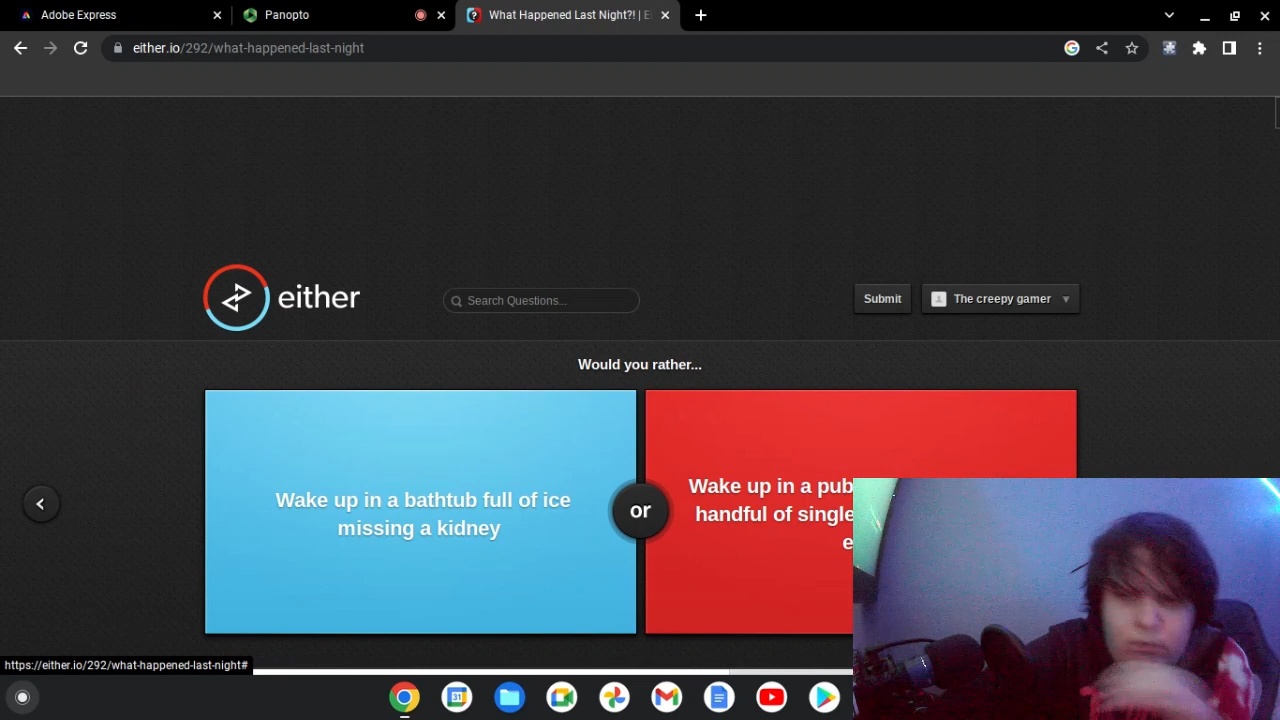 Adobe Express
Panopto
What Happened Last Night?! | E
either.io/292/what-happened-last-night
either
Search Questions...
Submit
The creepy gamer
Would you rather...
Wake up in a bathtub full of ice
missing a kidney
or
Wake up in a pub
handful of single
e
https://either.io/292/what-happened-last-night#
31